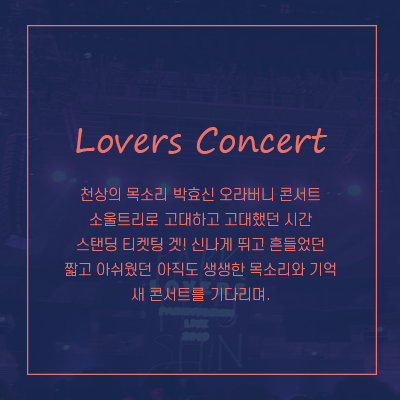 Lovers Concert
천상의 목소리 박효신 오라버니 콘서트
소울트리로 고대하고 고대했던 시간
스탠딩 티켓팅 겟! 신나게 뛰고 흔들었던
짧고 아쉬웠던 아직도 생생한 목소리와 기억
새 콘서트를 기다리며.
LOVERS
LIVE
2019